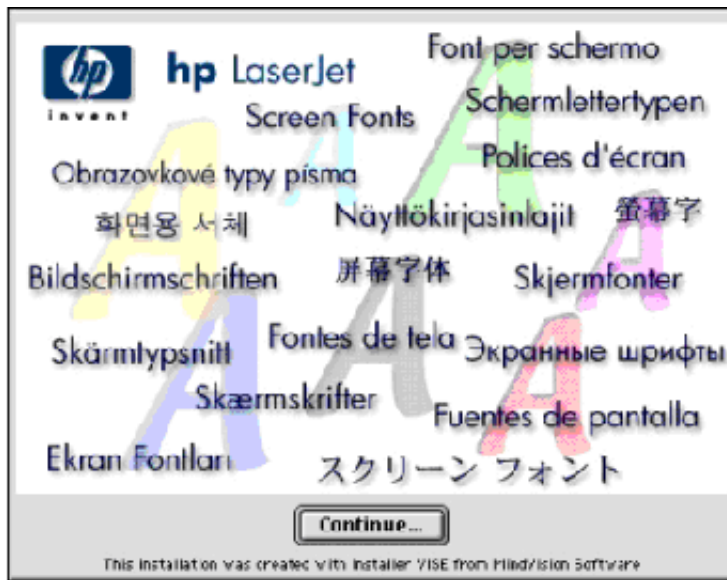 Font per schermo
hp
hp LaserJet
invent
Screen Fonts
Schermlettertypen
Polices d'écran
Obrazovkové typy písma
화면용 서체
Näyttökirjasinlajit
螢幕字
Bildschirmschriften
屏幕字体
Skjermfonter
Skärmtypsnitt
Fontes de tela
Экранные шрифты
Skærmskrifter
Fuentes de pantalla
Ekran Fontları
スクリーン フォント
Continue...
This installation was created with Installer VISE from MindVision Software